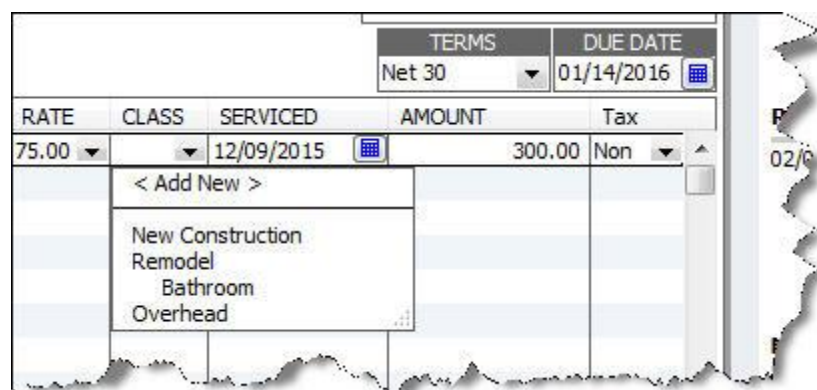 TERMS DUE DATE
Net 30 01/14/2016
RATE CLASS SERVICED AMOUNT Tax
75.00 12/09/2015 300.00 Non
02/0
< Add New >
New Construction
Remodel
Bathroom
Overhead